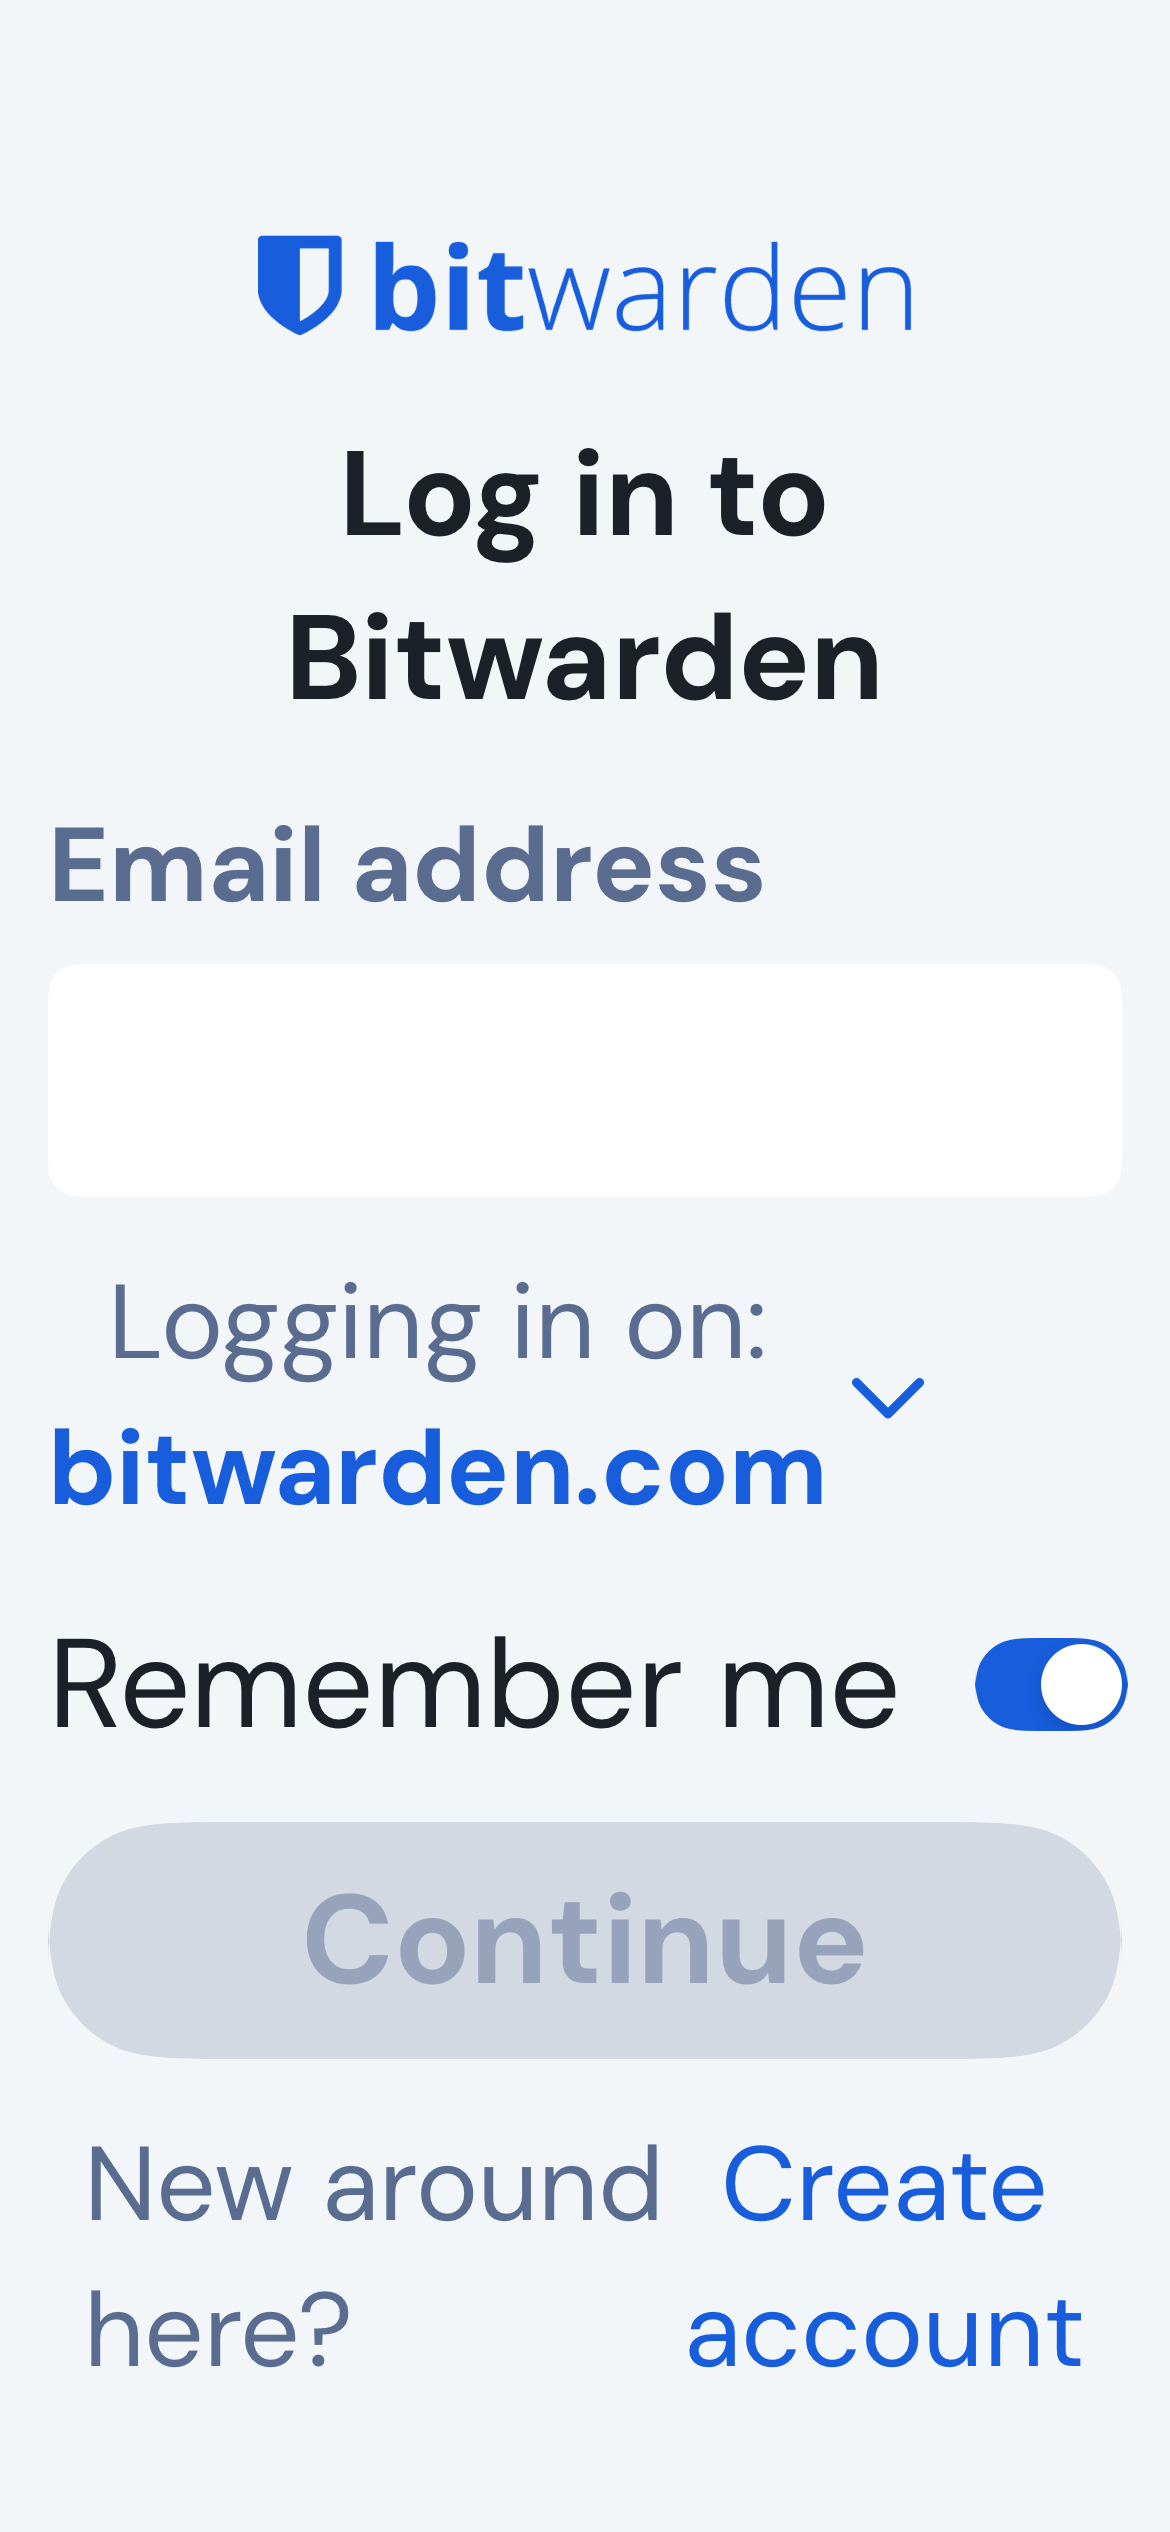 bitwarden
Log in to
Bitwarden
Email address
Logging in on:
bitwarden.com
Remember me
Continue
New around
here?
Create
account